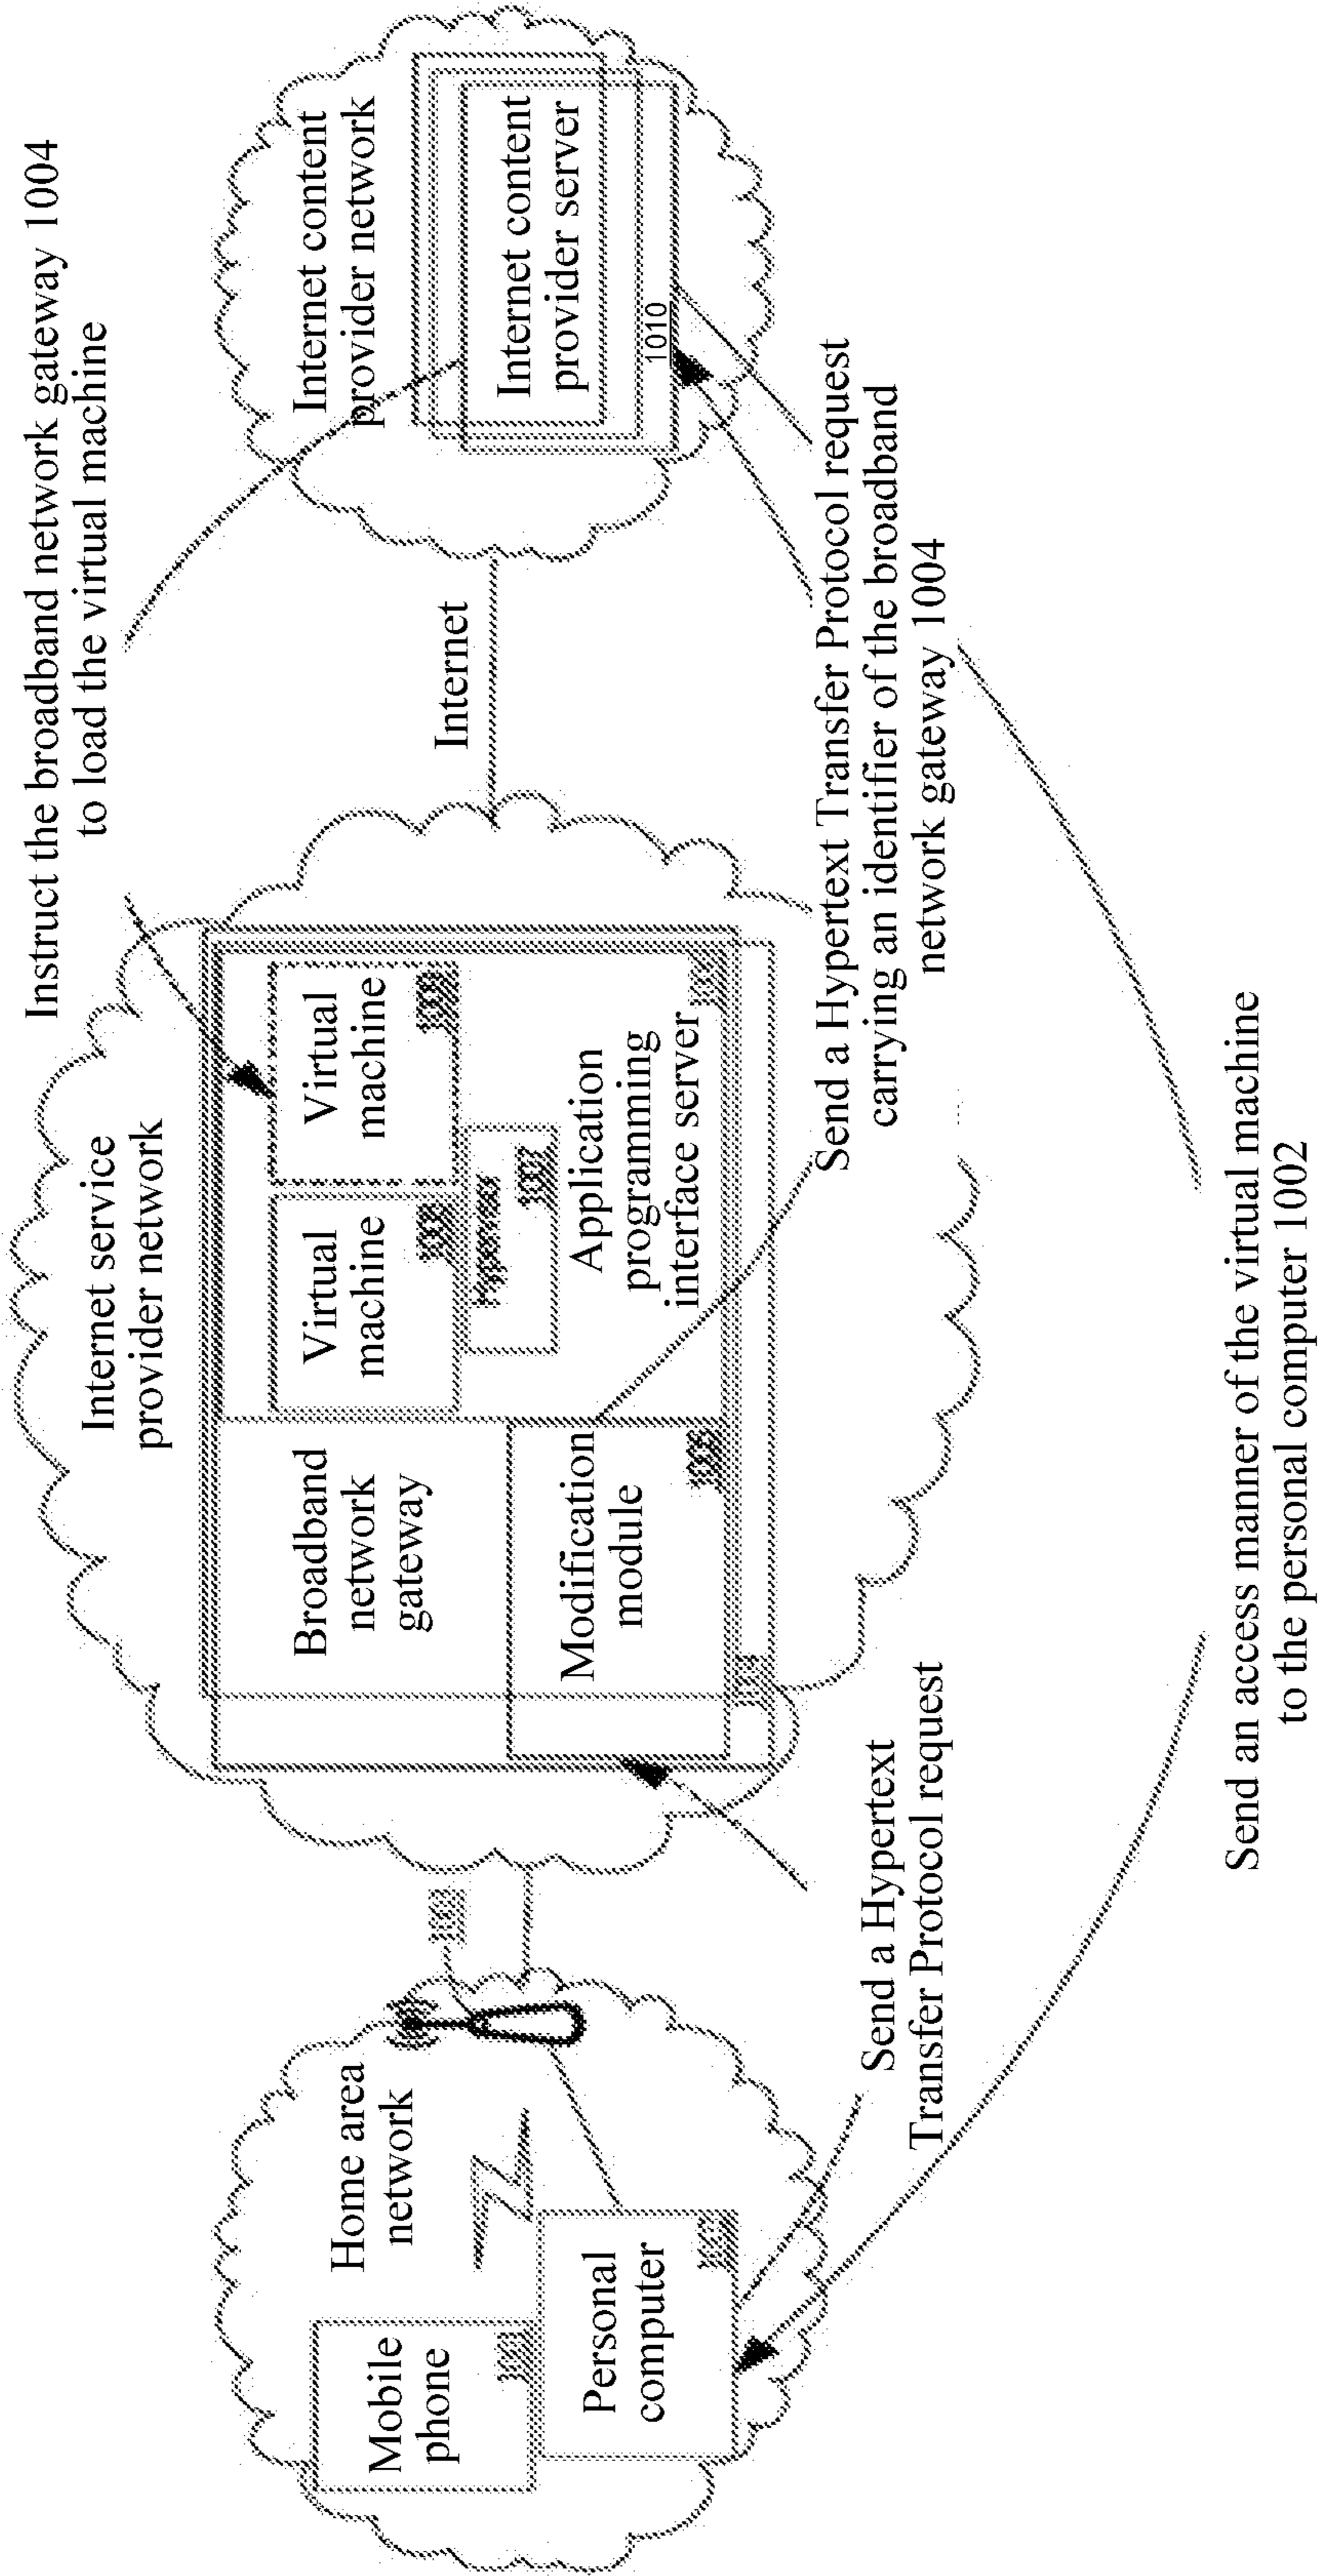 Instruct the broadband network gateway 1004
to load the virtual machine
Internet service
provider network
Internet content
provider network
Home area
network
Mobile
phone
Personal
computer
Broadband
network
gateway
Virtual
machine
Virtual
machine
Modification
module
Application
programming
interface server
Internet
Internet content
provider server
1010
Send a Hypertext
Transfer Protocol request
Send a Hypertext Transfer Protocol request
carrying an identifier of the broadband
network gateway 1004
Send an access manner of the virtual machine
to the personal computer 1002